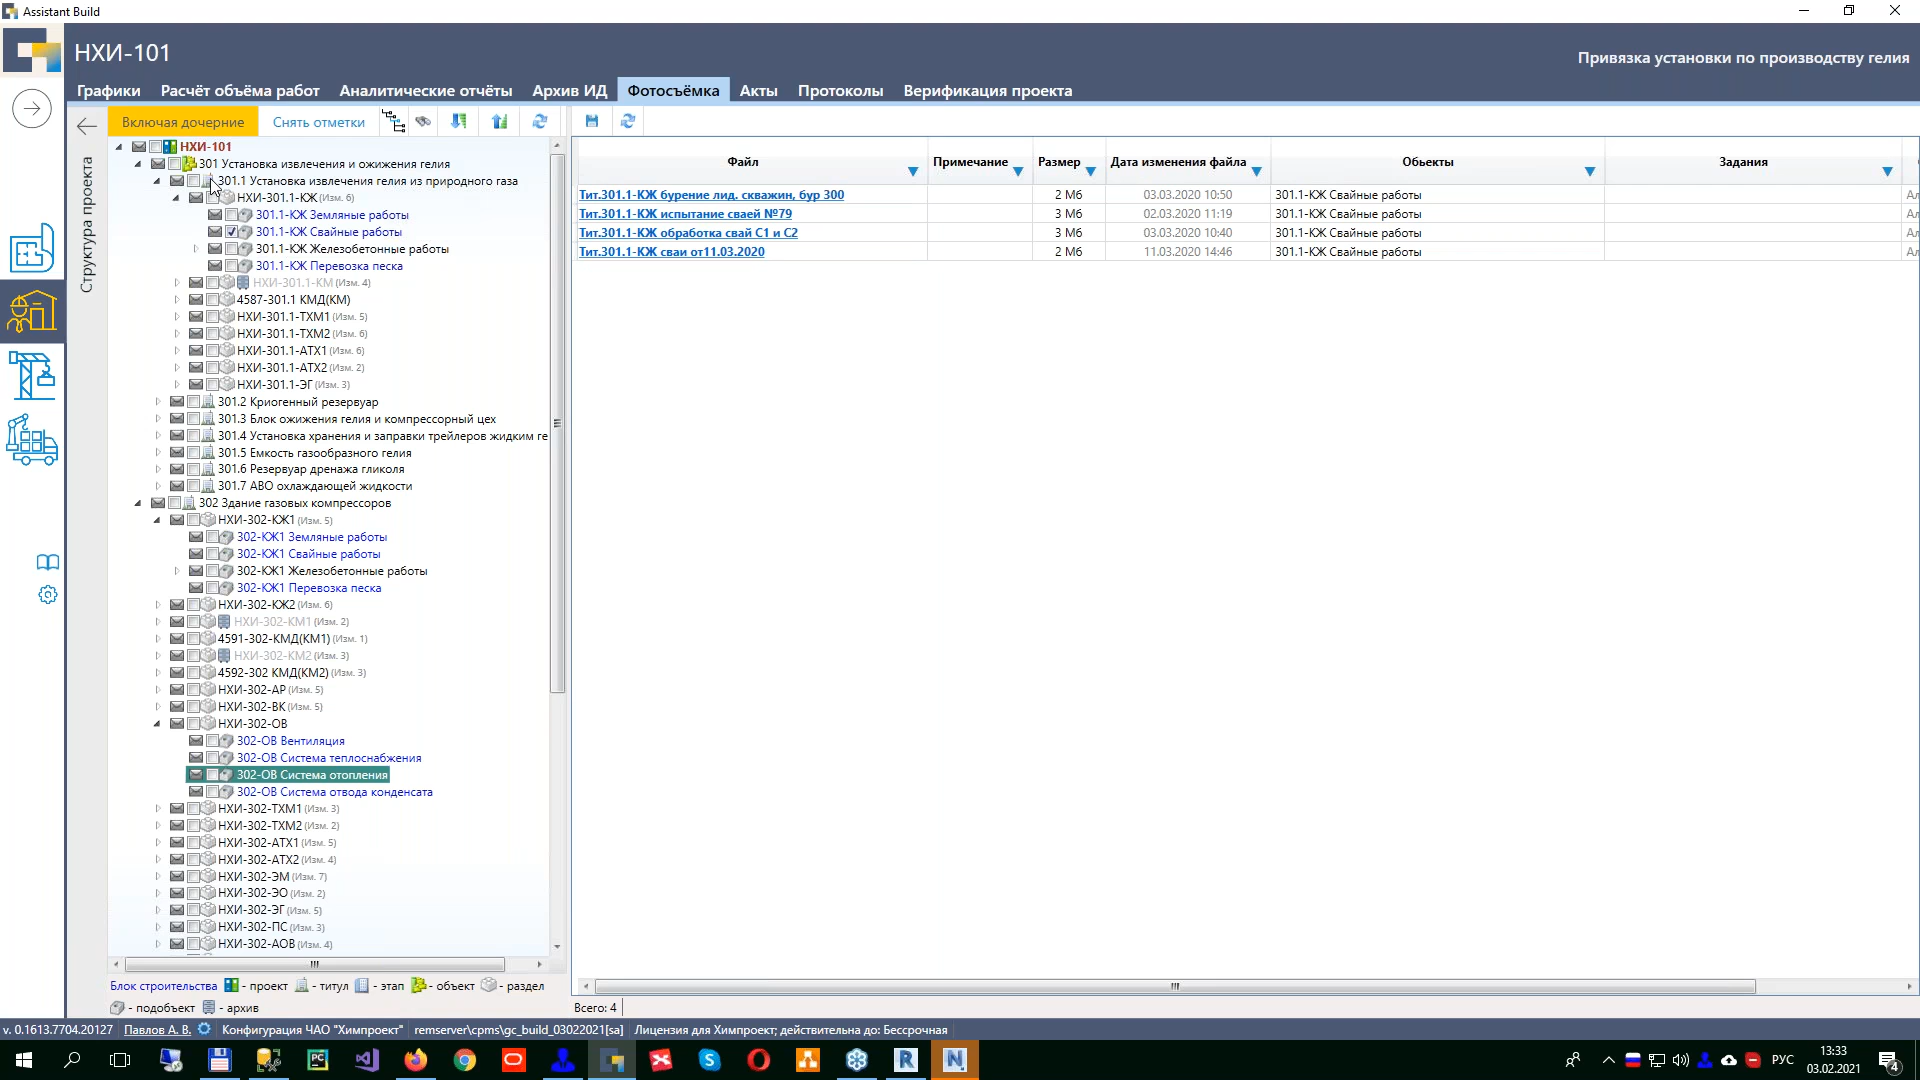 Assistant Build
НХИ-101
Привязка установки по производству гелия
Графики Расчёт объёма работ Аналитические отчёты Архив ИД Фотосъёмка Акты Протоколы Верификация проекта
Включая дочерние Снять отметки
Структура проекта
НХИ-101
301 Установка извлечения и ожижения гелия
301.1 Установка извлечения гелия из природного газа
НХИ-301.1-КЖ (Изм. 6)
301.1-КЖ Земляные работы
301.1-КЖ Свайные работы
301.1-КЖ Железобетонные работы
301.1-КЖ Перевозка песка
НХИ-301.1-КМ (Изм. 4)
4587-301.1 КМД(КМ)
НХИ-301.1-ТХМ1 (Изм. 5)
НХИ-301.1-ТХМ2 (Изм. 6)
НХИ-301.1-АТХ1 (Изм. 6)
НХИ-301.1-АТХ2 (Изм. 2)
НХИ-301.1-ЭГ (Изм. 3)
301.2 Криогенный резервуар
301.3 Блок ожижения гелия и компрессорный цех
301.4 Установка хранения и заправки трейлеров жидким ге
301.5 Емкость газообразного гелия
301.6 Резервуар дренажа гликоля
301.7 АВО охлаждающей жидкости
302 Здание газовых компрессоров
НХИ-302-КЖ1 (Изм. 5)
302-КЖ1 Земляные работы
302-КЖ1 Свайные работы
302-КЖ1 Железобетонные работы
302-КЖ1 Перевозка песка
НХИ-302-КЖ2 (Изм. 6)
НХИ-302-КМ1 (Изм. 2)
4591-302-КМД(КМ1) (Изм. 1)
НХИ-302-КМ2 (Изм. 3)
4592-302 КМД(КМ2) (Изм. 3)
НХИ-302-АР (Изм. 5)
НХИ-302-ВК (Изм. 5)
НХИ-302-ОВ
302-ОВ Вентиляция
302-ОВ Система теплоснабжения
302-ОВ Система отопления
302-ОВ Система отвода конденсата
НХИ-302-ТХМ1 (Изм. 3)
НХИ-302-ТХМ2 (Изм. 2)
НХИ-302-АТХ1 (Изм. 5)
НХИ-302-АТХ2 (Изм. 4)
НХИ-302-ЭМ (Изм. 7)
НХИ-302-ЭО (Изм. 2)
НХИ-302-ЭГ (Изм. 5)
НХИ-302-ПС (Изм. 3)
НХИ-302-АОВ (Изм. 4)
Блок строительства - проект - титул - этап - объект - раздел
- подобъект - архив
Файл Примечание Размер Дата изменения файла Обьекты Задания
Тит.301.1-КЖ бурение лид. скважин, бур 300 2 Мб 03.03.2020 10:50 301.1-КЖ Свайные работы Ал
Тит.301.1-КЖ испытание сваей №79 3 Мб 02.03.2020 11:19 301.1-КЖ Свайные работы Ал
Тит.301.1-КЖ обработка свай С1 и С2 3 Мб 03.03.2020 10:40 301.1-КЖ Свайные работы Ал
Тит.301.1-КЖ сваи от11.03.2020 2 Мб 11.03.2020 14:46 301.1-КЖ Свайные работы Ал
Всего: 4
v. 0.1613.7704.20127 Павлов А. В. Конфигурация ЧАО "Химпроект" remserver\cpms\gc_build_03022021[sa] Лицензия для Химпроект; действительна до: Бессрочная
РУС 13:33
03.02.2021 4